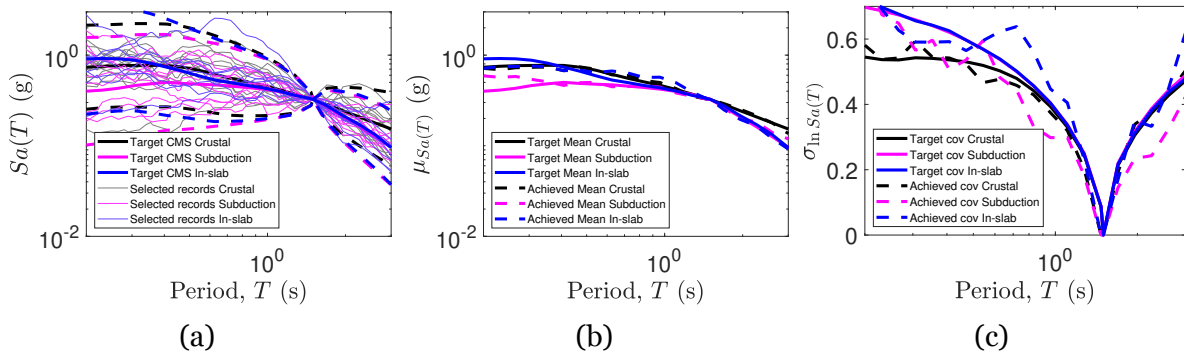 Sa(T) (g)
10^0
10^-2
10^0
Period, T (s)
Target CMS Crustal
Target CMS Subduction
Target CMS In-slab
Selected records Crustal
Selected records Subduction
Selected records In-slab
(a)
μ_Sa(T) (g)
10^0
10^-2
10^0
Period, T (s)
Target Mean Crustal
Target Mean Subduction
Target Mean In-slab
Achieved Mean Crustal
Achieved Mean Subduction
Achieved Mean In-slab
(b)
σ_ln Sa(T)
0.6
0.4
0.2
0
10^0
Period, T (s)
Target cov Crustal
Target cov Subduction
Target cov In-slab
Achieved cov Crustal
Achieved cov Subduction
Achieved cov In-slab
(c)